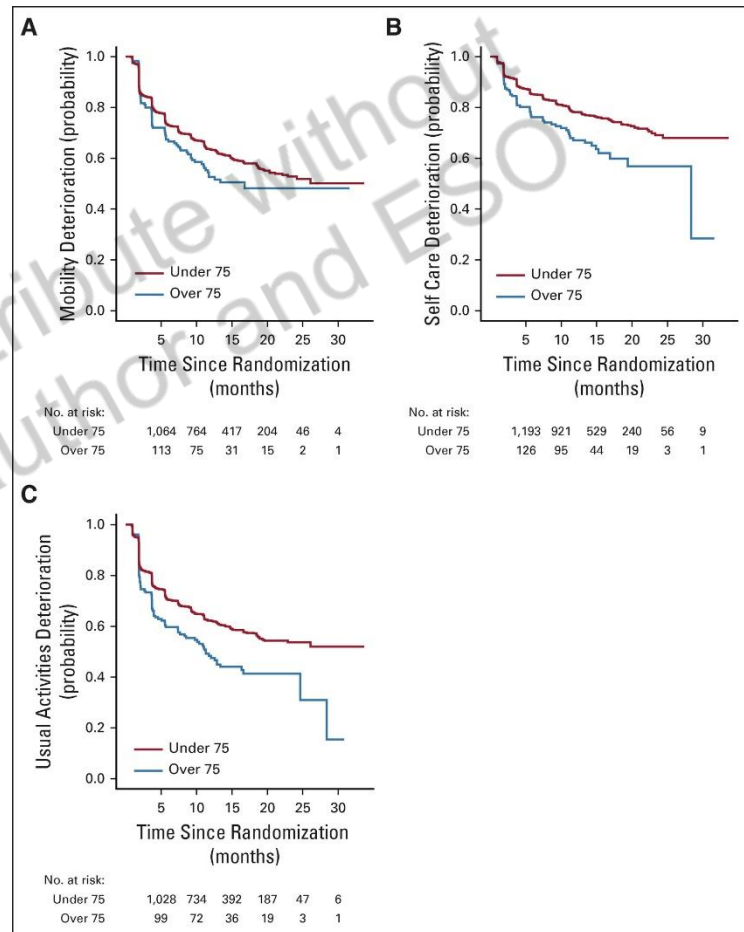 A
Mobility Deterioration (probability)
1.0
0.8
0.6
0.4
0.2
0.0
Under 75
Over 75
5 10 15 20 25 30
Time Since Randomization
(months)
No. at risk:
Under 75 1,064 764 417 204 46 4
Over 75 113 75 31 15 2 1
B
Self Care Deterioration (probability)
1.0
0.8
0.6
0.4
0.2
0.0
Under 75
Over 75
5 10 15 20 25 30
Time Since Randomization
(months)
No. at risk:
Under 75 1,193 921 529 240 56 9
Over 75 126 95 44 19 3 1
C
Usual Activities Deterioration
(probability)
1.0
0.8
0.6
0.4
0.2
0.0
Under 75
Over 75
5 10 15 20 25 30
Time Since Randomization
(months)
No. at risk:
Under 75 1,028 734 392 187 47 6
Over 75 99 72 36 19 3 1
tribute without
uthor and ESO